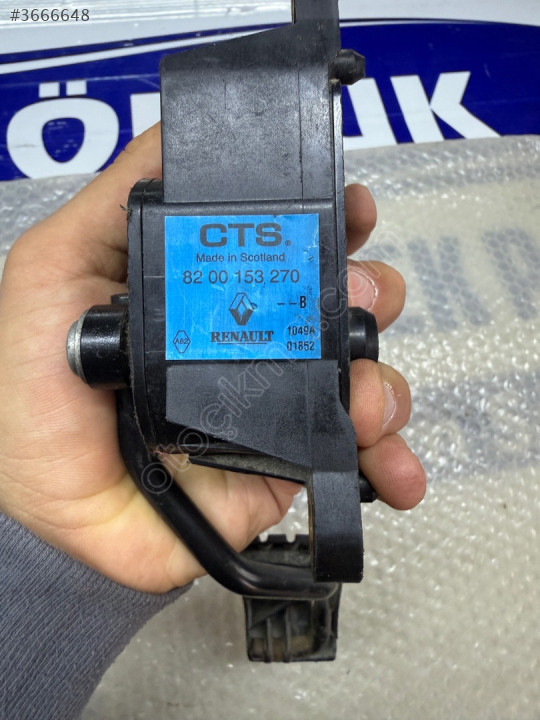 #3666648
CTS®
Made in Scotland
82 00 153 270
--B
A82
RENAULT
1049A
01852